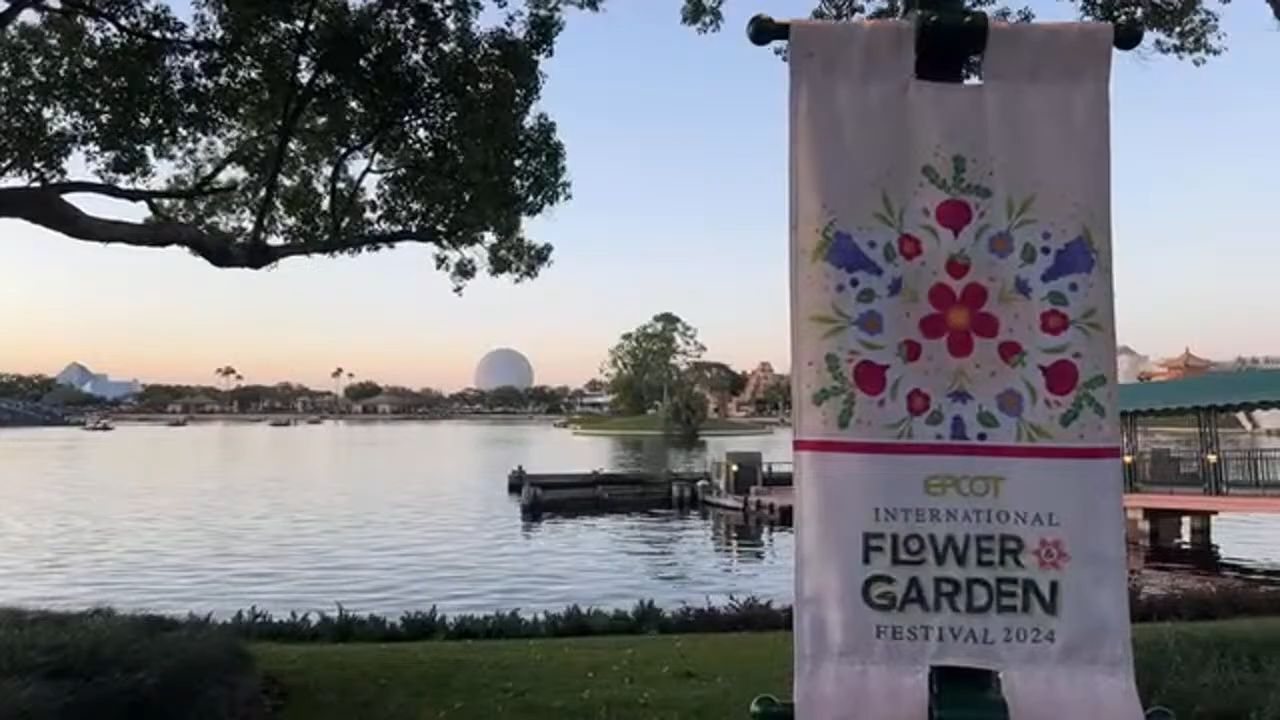 EPCOT
INTERNATIONAL
FLOWER &
GARDEN
FESTIVAL 2024